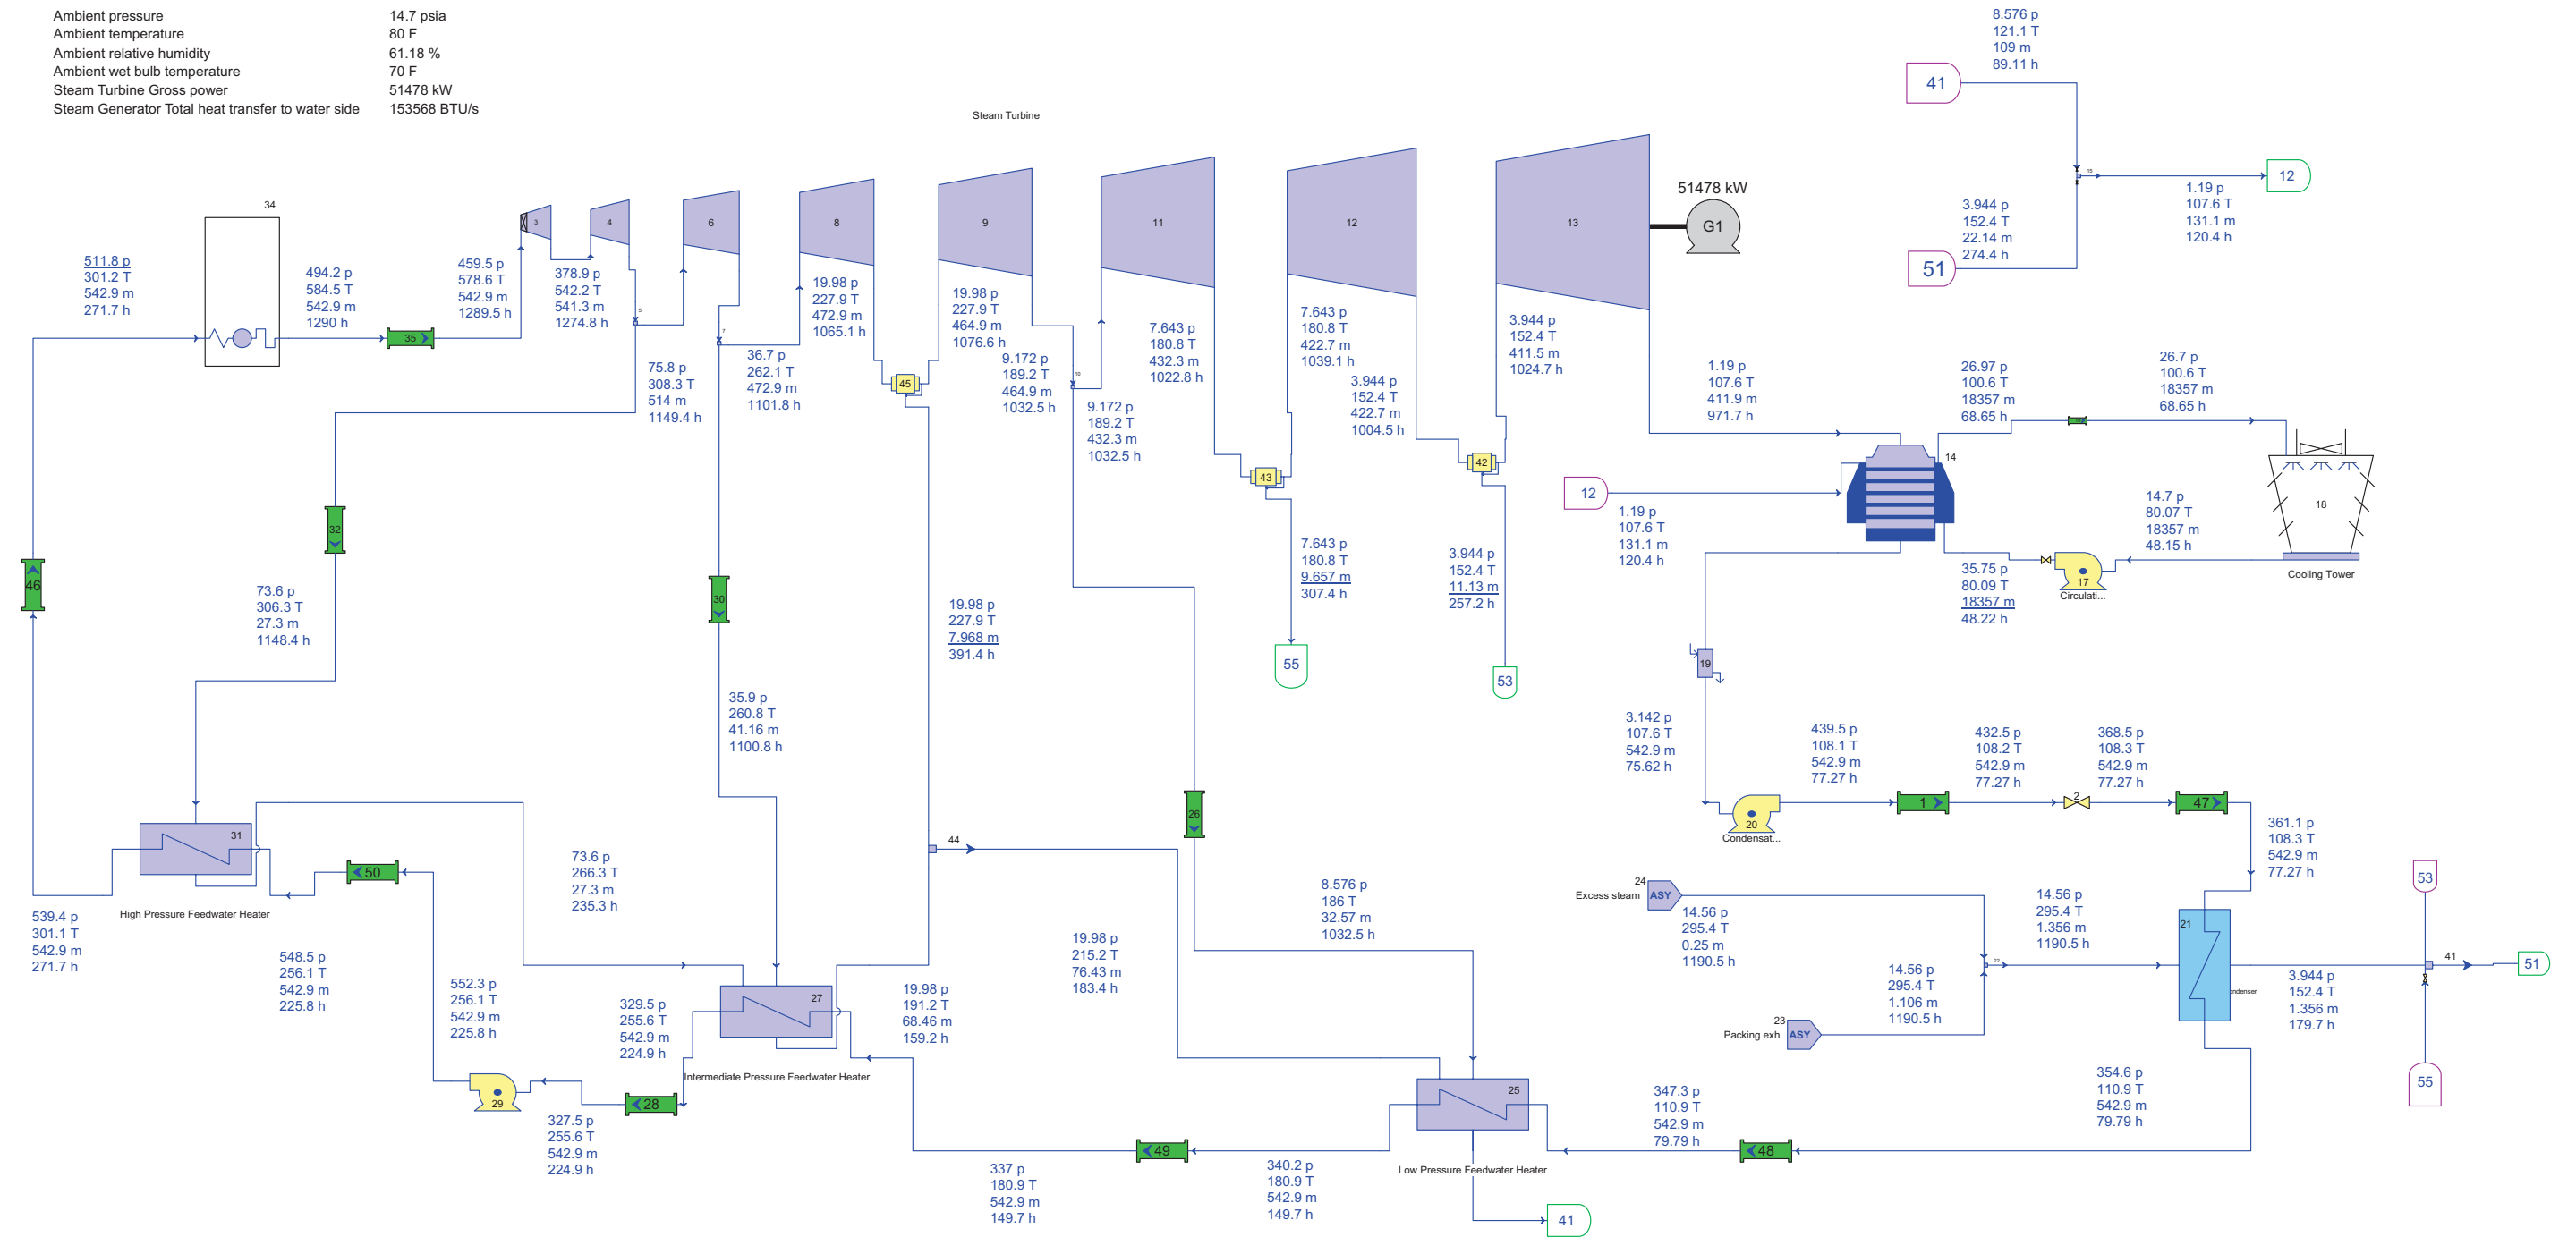 Ambient pressure 14.7 psia
Ambient temperature 80 F
Ambient relative humidity 61.18 %
Ambient wet bulb temperature 70 F
Steam Turbine Gross power 51478 kW
Steam Generator Total heat transfer to water side 153568 BTU/s
Steam Turbine
8.576 p
121.1 T
109 m
89.11 h
41
12
1.19 p
107.6 T
131.1 m
120.4 h
3.944 p
152.4 T
22.14 m
274.4 h
51
34
3
4
6
8
9
11
12
13
51478 kW
G1
511.8 p
301.2 T
542.9 m
271.7 h
494.2 p
584.5 T
542.9 m
1290 h
35
459.5 p
578.6 T
542.9 m
1289.5 h
378.9 p
542.2 T
541.3 m
1274.8 h
5
75.8 p
308.3 T
514 m
1149.4 h
7
36.7 p
262.1 T
472.9 m
1101.8 h
19.98 p
227.9 T
472.9 m
1065.1 h
45
19.98 p
227.9 T
464.9 m
1076.6 h
9.172 p
189.2 T
464.9 m
1032.5 h
10
9.172 p
189.2 T
432.3 m
1032.5 h
7.643 p
180.8 T
432.3 m
1022.8 h
43
7.643 p
180.8 T
422.7 m
1039.1 h
3.944 p
152.4 T
422.7 m
1004.5 h
42
3.944 p
152.4 T
411.5 m
1024.7 h
1.19 p
107.6 T
411.9 m
971.7 h
14
26.97 p
100.6 T
18357 m
68.65 h
26.7 p
100.6 T
18357 m
68.65 h
18
Cooling Tower
14.7 p
80.07 T
18357 m
48.15 h
17
Circulati...
35.75 p
80.09 T
18357 m
48.22 h
12
1.19 p
107.6 T
131.1 m
120.4 h
46
32
73.6 p
306.3 T
27.3 m
1148.4 h
30
35.9 p
260.8 T
41.16 m
1100.8 h
19.98 p
227.9 T
7.968 m
391.4 h
7.643 p
180.8 T
9.657 m
307.4 h
55
3.944 p
152.4 T
11.13 m
257.2 h
53
19
3.142 p
107.6 T
542.9 m
75.62 h
20
Condensat...
439.5 p
108.1 T
542.9 m
77.27 h
1
432.5 p
108.2 T
542.9 m
77.27 h
2
368.5 p
108.3 T
542.9 m
77.27 h
47
361.1 p
108.3 T
542.9 m
77.27 h
31
High Pressure Feedwater Heater
50
539.4 p
301.1 T
542.9 m
271.7 h
548.5 p
256.1 T
542.9 m
225.8 h
73.6 p
266.3 T
27.3 m
235.3 h
552.3 p
256.1 T
542.9 m
225.8 h
29
327.5 p
255.6 T
542.9 m
224.9 h
28
329.5 p
255.6 T
542.9 m
224.9 h
27
Intermediate Pressure Feedwater Heater
19.98 p
191.2 T
68.46 m
159.2 h
44
19.98 p
215.2 T
76.43 m
183.4 h
26
8.576 p
186 T
32.57 m
1032.5 h
24
Excess steam
ASY
14.56 p
295.4 T
0.25 m
1190.5 h
23
Packing exh
ASY
14.56 p
295.4 T
1.106 m
1190.5 h
22
14.56 p
295.4 T
1.356 m
1190.5 h
21
ondenser
3.944 p
152.4 T
1.356 m
179.7 h
53
41
51
55
354.6 p
110.9 T
542.9 m
79.79 h
48
347.3 p
110.9 T
542.9 m
79.79 h
25
Low Pressure Feedwater Heater
41
340.2 p
180.9 T
542.9 m
149.7 h
49
337 p
180.9 T
542.9 m
149.7 h